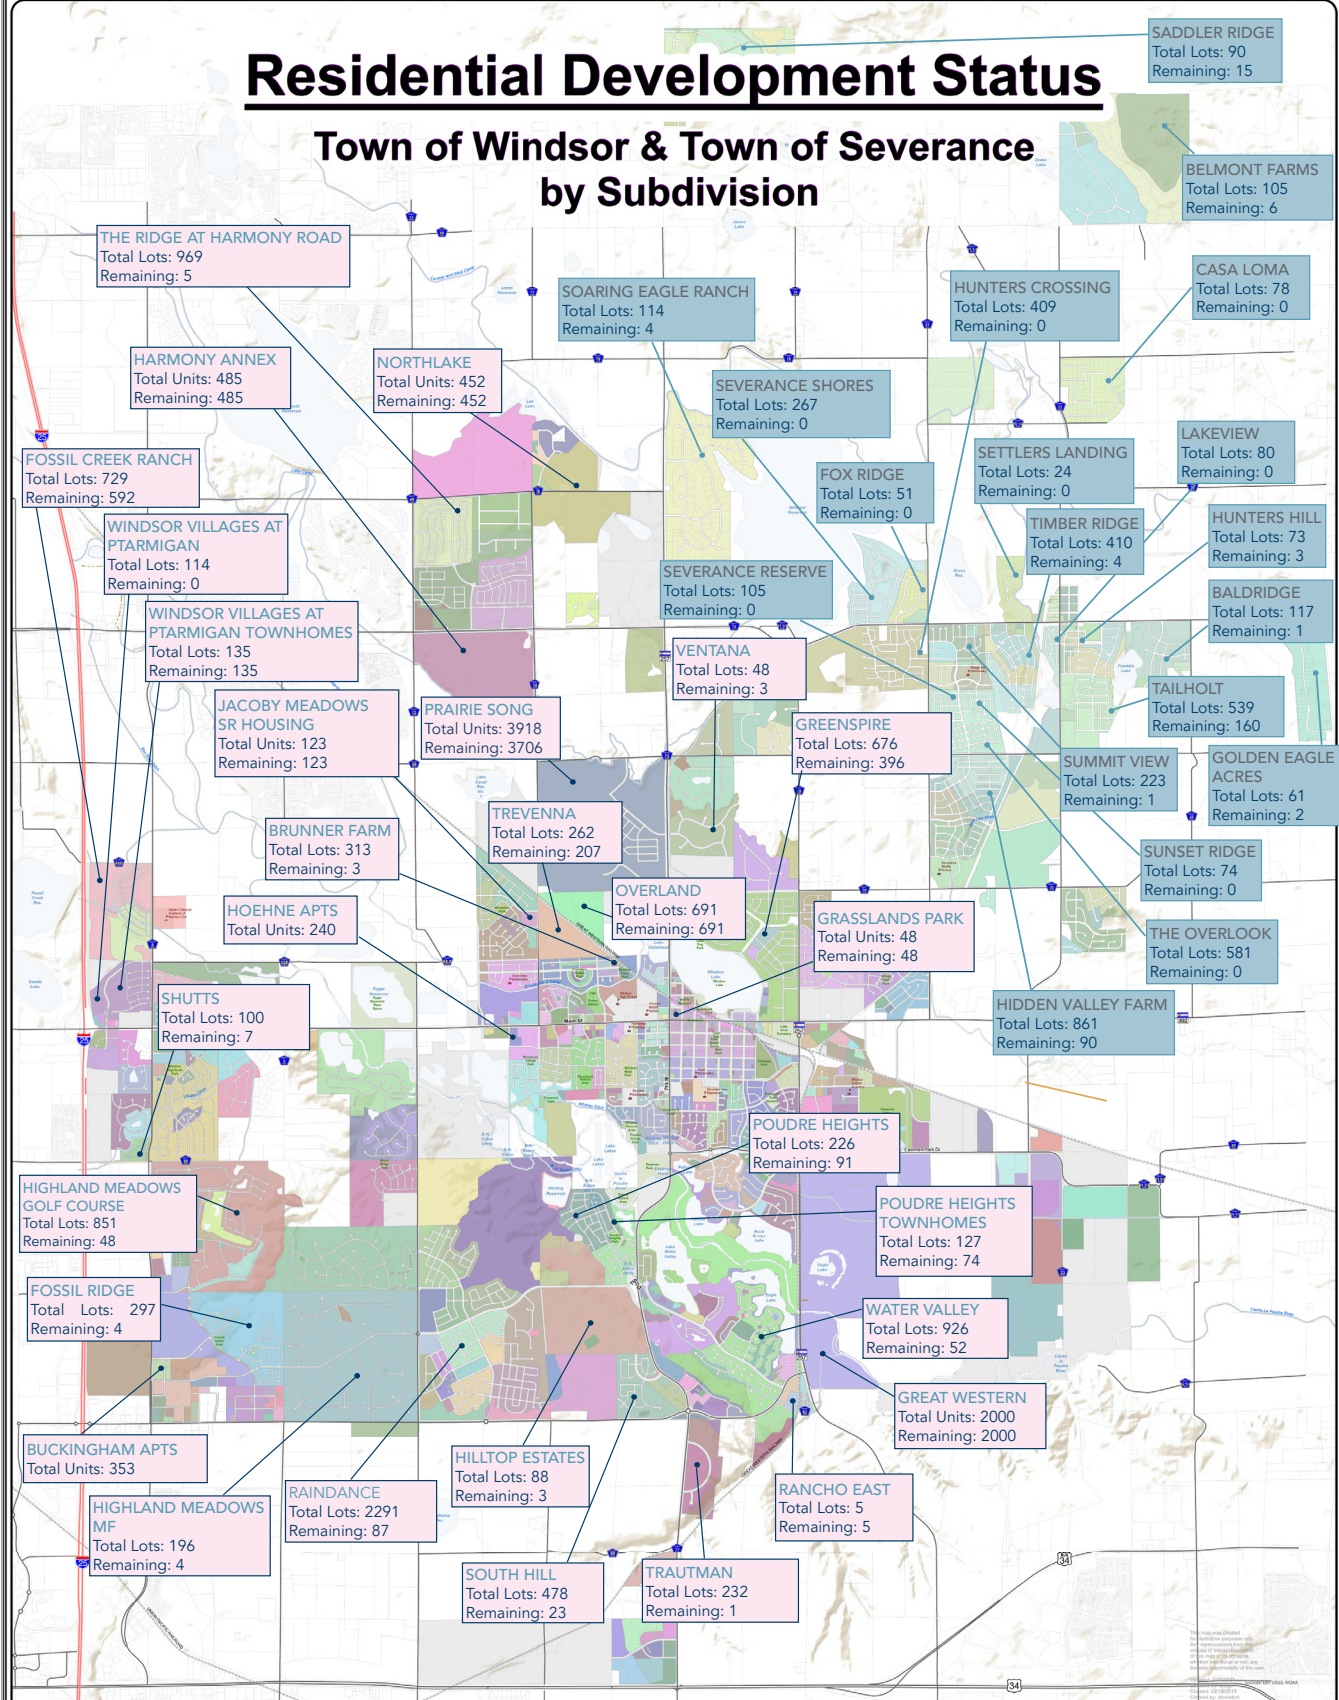 Residential Development Status
Town of Windsor & Town of Severance
by Subdivision
SADDLER RIDGE
Total Lots: 90
Remaining: 15
BELMONT FARMS
Total Lots: 105
Remaining: 6
THE RIDGE AT HARMONY ROAD
Total Lots: 969
Remaining: 5
SOARING EAGLE RANCH
Total Lots: 114
Remaining: 4
HUNTERS CROSSING
Total Lots: 409
Remaining: 0
CASA LOMA
Total Lots: 78
Remaining: 0
HARMONY ANNEX
Total Units: 485
Remaining: 485
NORTHLAKE
Total Units: 452
Remaining: 452
SEVERANCE SHORES
Total Lots: 267
Remaining: 0
FOSSIL CREEK RANCH
Total Lots: 729
Remaining: 592
FOX RIDGE
Total Lots: 51
Remaining: 0
SETTLERS LANDING
Total Lots: 24
Remaining: 0
LAKEVIEW
Total Lots: 80
Remaining: 0
WINDSOR VILLAGES AT
PTARMIGAN
Total Lots: 114
Remaining: 0
TIMBER RIDGE
Total Lots: 410
Remaining: 4
HUNTERS HILL
Total Lots: 73
Remaining: 3
SEVERANCE RESERVE
Total Lots: 105
Remaining: 0
BALDRIDGE
Total Lots: 117
Remaining: 1
WINDSOR VILLAGES AT
PTARMIGAN TOWNHOMES
Total Lots: 135
Remaining: 135
VENTANA
Total Lots: 48
Remaining: 3
TAILHOLT
Total Lots: 539
Remaining: 160
JACOBY MEADOWS
SR HOUSING
Total Units: 123
Remaining: 123
PRAIRIE SONG
Total Units: 3918
Remaining: 3706
GREENSPIRE
Total Lots: 676
Remaining: 396
SUMMIT VIEW
Total Lots: 223
Remaining: 1
GOLDEN EAGLE
ACRES
Total Lots: 61
Remaining: 2
TREVENNA
Total Lots: 262
Remaining: 207
BRUNNER FARM
Total Lots: 313
Remaining: 3
SUNSET RIDGE
Total Lots: 74
Remaining: 0
OVERLAND
Total Lots: 691
Remaining: 691
HOEHNE APTS
Total Units: 240
GRASSLANDS PARK
Total Units: 48
Remaining: 48
THE OVERLOOK
Total Lots: 581
Remaining: 0
SHUTTS
Total Lots: 100
Remaining: 7
HIDDEN VALLEY FARM
Total Lots: 861
Remaining: 90
Main St
7th St
POUDRE HEIGHTS
Total Lots: 226
Remaining: 91
HIGHLAND MEADOWS
GOLF COURSE
Total Lots: 851
Remaining: 48
POUDRE HEIGHTS
TOWNHOMES
Total Lots: 127
Remaining: 74
FOSSIL RIDGE
Total Lots: 297
Remaining: 4
WATER VALLEY
Total Lots: 926
Remaining: 52
GREAT WESTERN
Total Units: 2000
Remaining: 2000
BUCKINGHAM APTS
Total Units: 353
HILLTOP ESTATES
Total Lots: 88
Remaining: 3
RAINDANCE
Total Lots: 2291
Remaining: 87
RANCHO EAST
Total Lots: 5
Remaining: 5
HIGHLAND MEADOWS
MF
Total Lots: 196
Remaining: 4
SOUTH HILL
Total Lots: 478
Remaining: 23
TRAUTMAN
Total Lots: 232
Remaining: 1
34
34